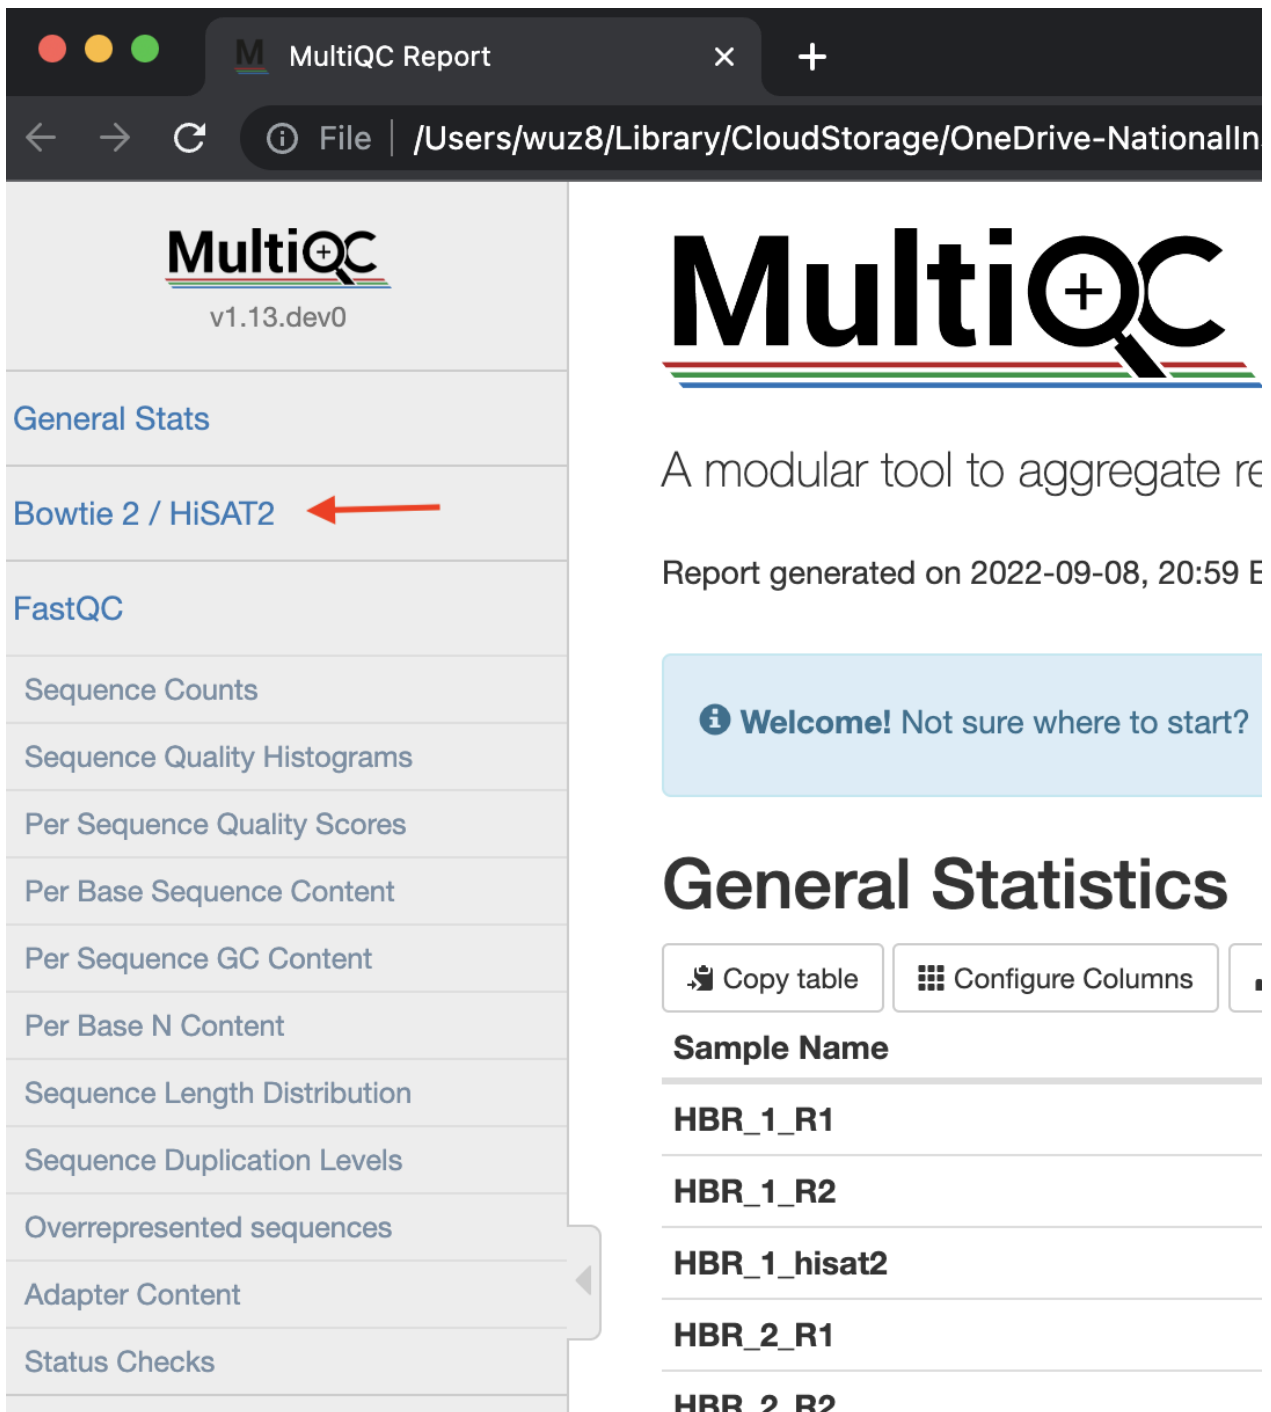 MultiQC Report
File | /Users/wuz8/Library/CloudStorage/OneDrive-NationalIn
MultiQC
v1.13.dev0
General Stats
Bowtie 2 / HiSAT2
FastQC
Sequence Counts
Sequence Quality Histograms
Per Sequence Quality Scores
Per Base Sequence Content
Per Sequence GC Content
Per Base N Content
Sequence Length Distribution
Sequence Duplication Levels
Overrepresented sequences
Adapter Content
Status Checks
MultiQC
A modular tool to aggregate re
Report generated on 2022-09-08, 20:59 E
Welcome! Not sure where to start?
General Statistics
Copy table
Configure Columns
Sample Name
HBR_1_R1
HBR_1_R2
HBR_1_hisat2
HBR_2_R1
HBR_2_R2